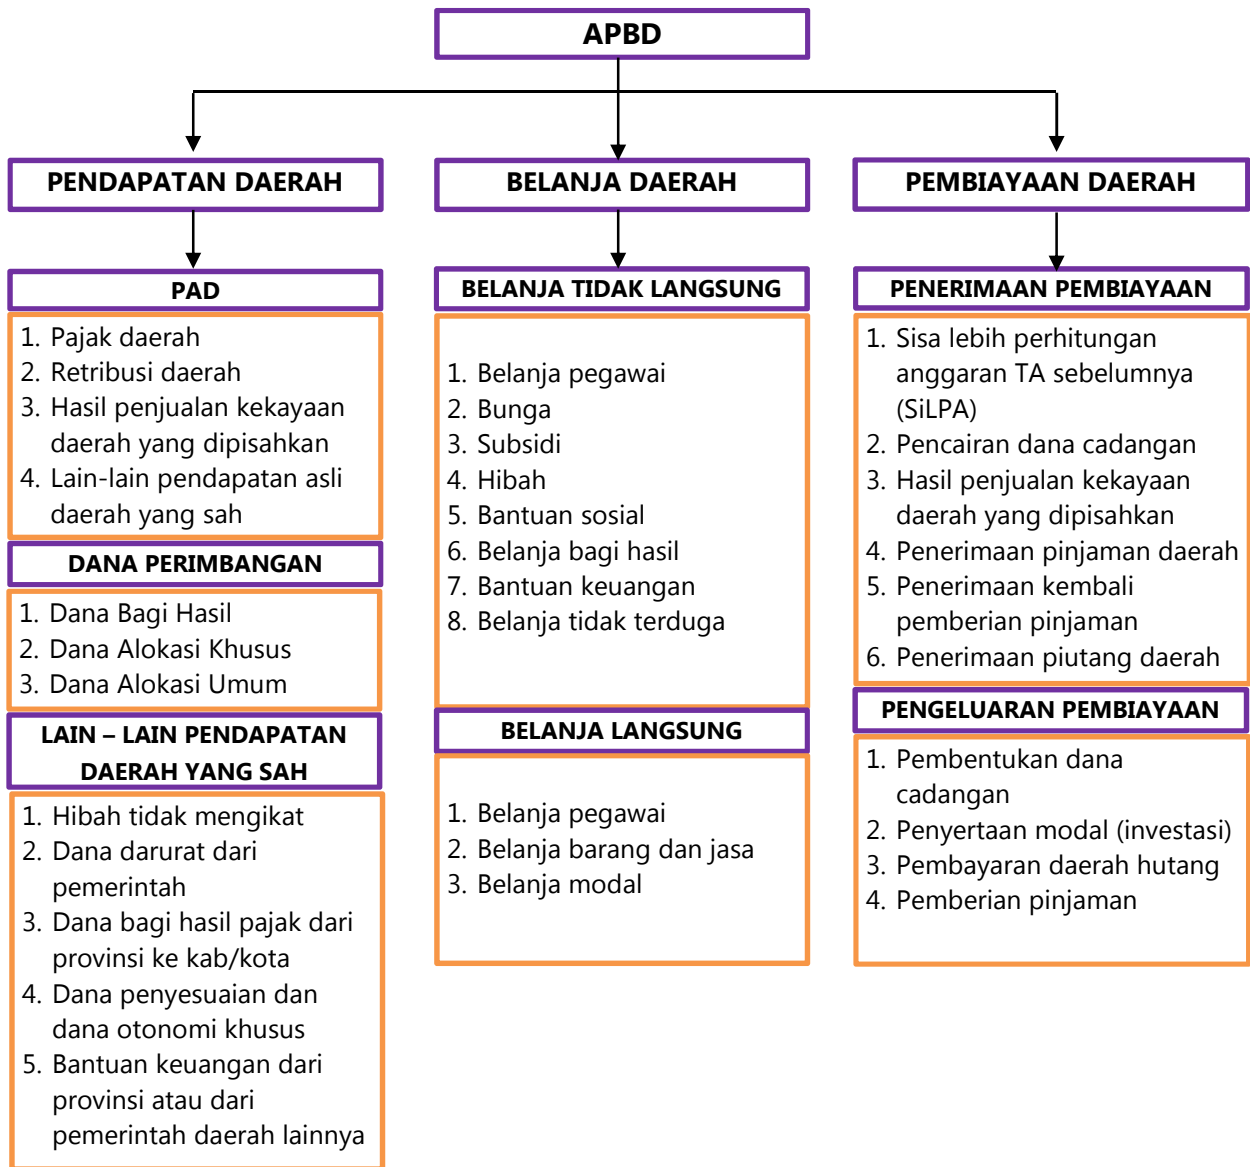 APBD
PENDAPATAN DAERAH
PAD
1. Pajak daerah
2. Retribusi daerah
3. Hasil penjualan kekayaan
daerah yang dipisahkan
4. Lain-lain pendapatan asli
daerah yang sah
DANA PERIMBANGAN
1. Dana Bagi Hasil
2. Dana Alokasi Khusus
3. Dana Alokasi Umum
LAIN – LAIN PENDAPATAN
DAERAH YANG SAH
1. Hibah tidak mengikat
2. Dana darurat dari
pemerintah
3. Dana bagi hasil pajak dari
provinsi ke kab/kota
4. Dana penyesuaian dan
dana otonomi khusus
5. Bantuan keuangan dari
provinsi atau dari
pemerintah daerah lainnya
BELANJA DAERAH
BELANJA TIDAK LANGSUNG
1. Belanja pegawai
2. Bunga
3. Subsidi
4. Hibah
5. Bantuan sosial
6. Belanja bagi hasil
7. Bantuan keuangan
8. Belanja tidak terduga
BELANJA LANGSUNG
1. Belanja pegawai
2. Belanja barang dan jasa
3. Belanja modal
PEMBIAYAAN DAERAH
PENERIMAAN PEMBIAYAAN
1. Sisa lebih perhitungan
anggaran TA sebelumnya
(SiLPA)
2. Pencairan dana cadangan
3. Hasil penjualan kekayaan
daerah yang dipisahkan
4. Penerimaan pinjaman daerah
5. Penerimaan kembali
pemberian pinjaman
6. Penerimaan piutang daerah
PENGELUARAN PEMBIAYAAN
1. Pembentukan dana
cadangan
2. Penyertaan modal (investasi)
3. Pembayaran daerah hutang
4. Pemberian pinjaman